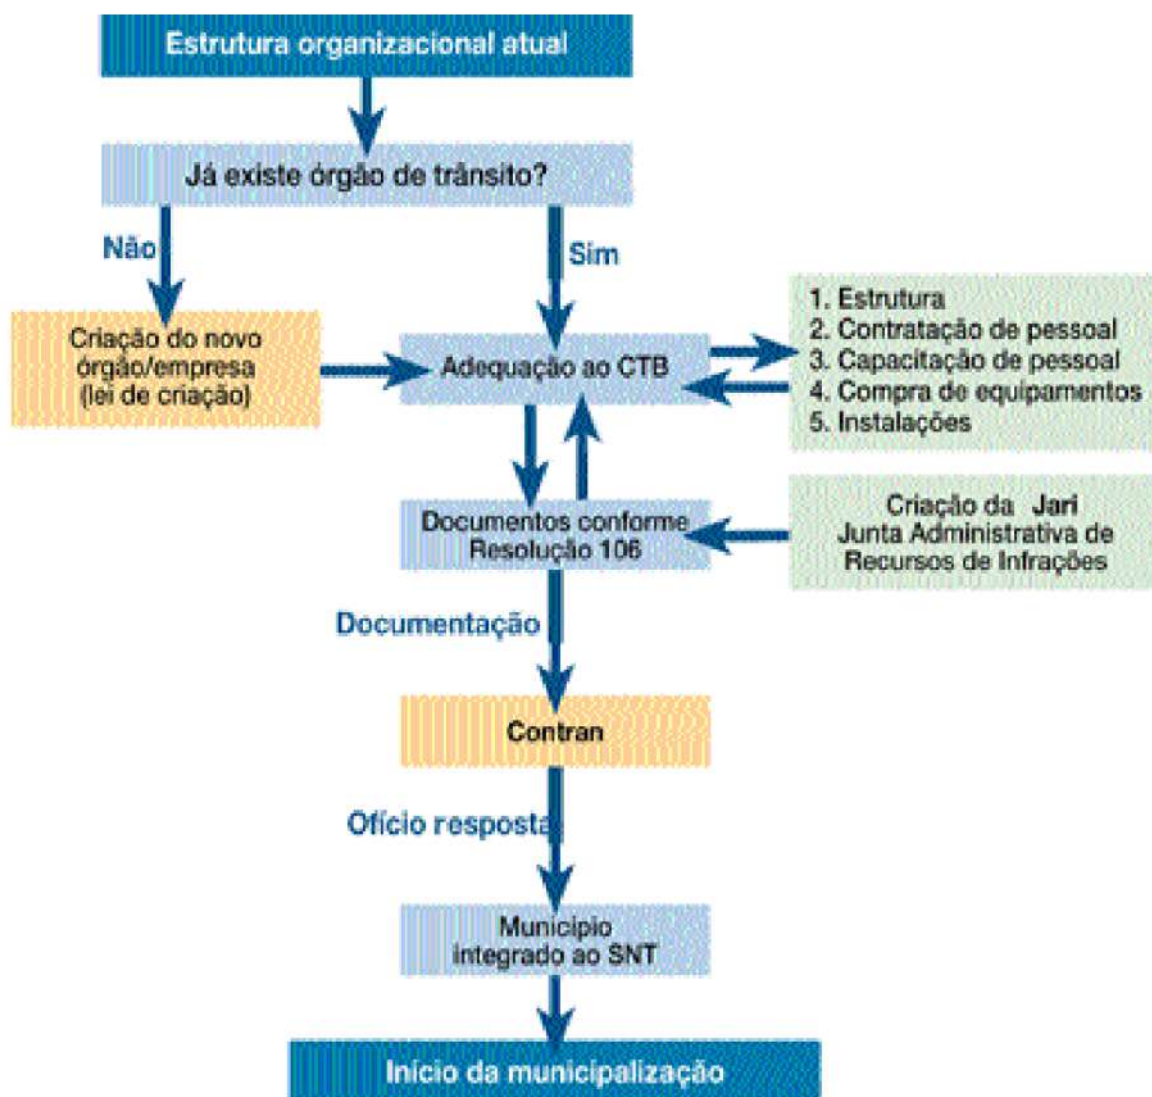 Estrutura organizacional atual
Já existe órgão de trânsito?
Não
Sim
Criação do novo
órgão/empresa
(lei de criação)
Adequação ao CTB
1. Estrutura
2. Contratação de pessoal
3. Capacitação de pessoal
4. Compra de equipamentos
5. Instalações
Documentos conforme
Resolução 106
Criação da Jari
Junta Administrativa de
Recursos de Infrações
Documentação
Contran
Ofício resposta
Município
integrado ao SNT
Início da municipalização